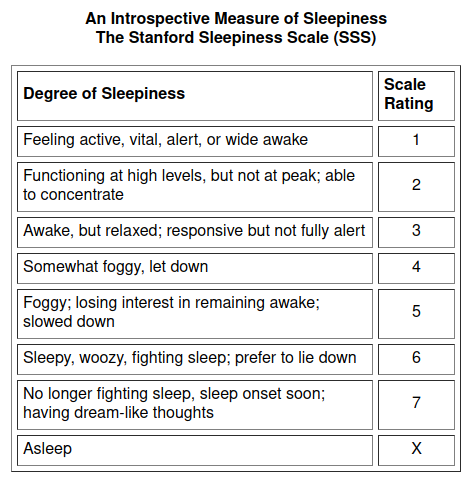 An Introspective Measure of Sleepiness
The Stanford Sleepiness Scale (SSS)
Degree of Sleepiness
Scale
Rating
Feeling active, vital, alert, or wide awake
1
Functioning at high levels, but not at peak; able
to concentrate
2
Awake, but relaxed; responsive but not fully alert
3
Somewhat foggy, let down
4
Foggy; losing interest in remaining awake;
slowed down
5
Sleepy, woozy, fighting sleep; prefer to lie down
6
No longer fighting sleep, sleep onset soon;
having dream-like thoughts
7
Asleep
X